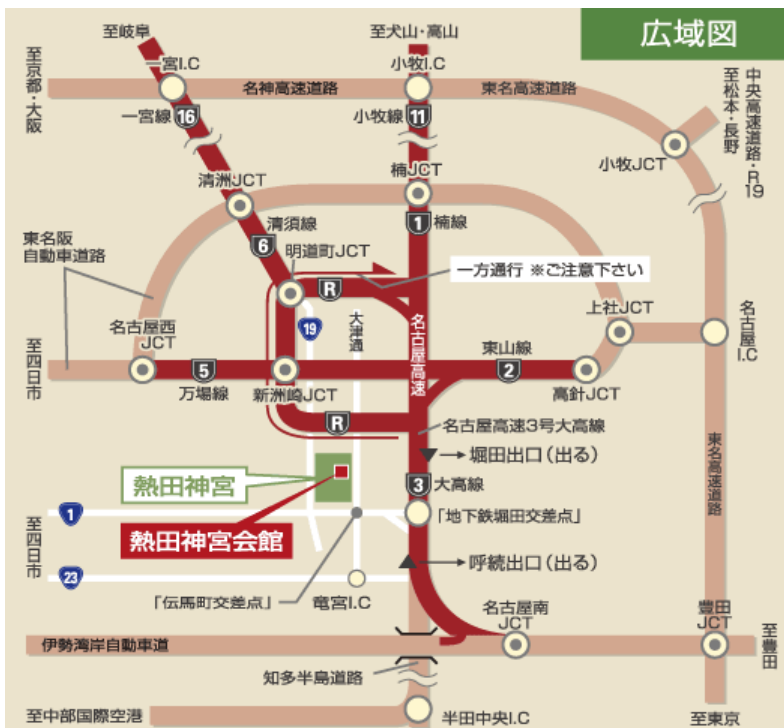 広域図
至岐阜
至犬山・高山
一宮I.C
小牧I.C
至京都・大阪
名神高速道路
東名高速道路
中央高速道路・R19
至松本・長野
一宮線
16
小牧線
11
小牧JCT
清洲JCT
楠JCT
清須線
1
楠線
東名阪
自動車道路
6
明道町JCT
一方通行 ※ご注意下さい
R
19
大津通
名古屋高速
上社JCT
名古屋I.C
名古屋西
JCT
至四日市
5
万場線
新洲崎JCT
東山線
2
高針JCT
R
名古屋高速3号大高線
堀田出口(出る)
東名高速道路
熱田神宮
3
大高線
1
熱田神宮会館
「地下鉄堀田交差点」
至四日市
呼続出口(出る)
23
「伝馬町交差点」
竜宮I.C
名古屋南
JCT
豊田
JCT
伊勢湾岸自動車道
至豊田
知多半島道路
至中部国際空港
半田中央I.C
至東京